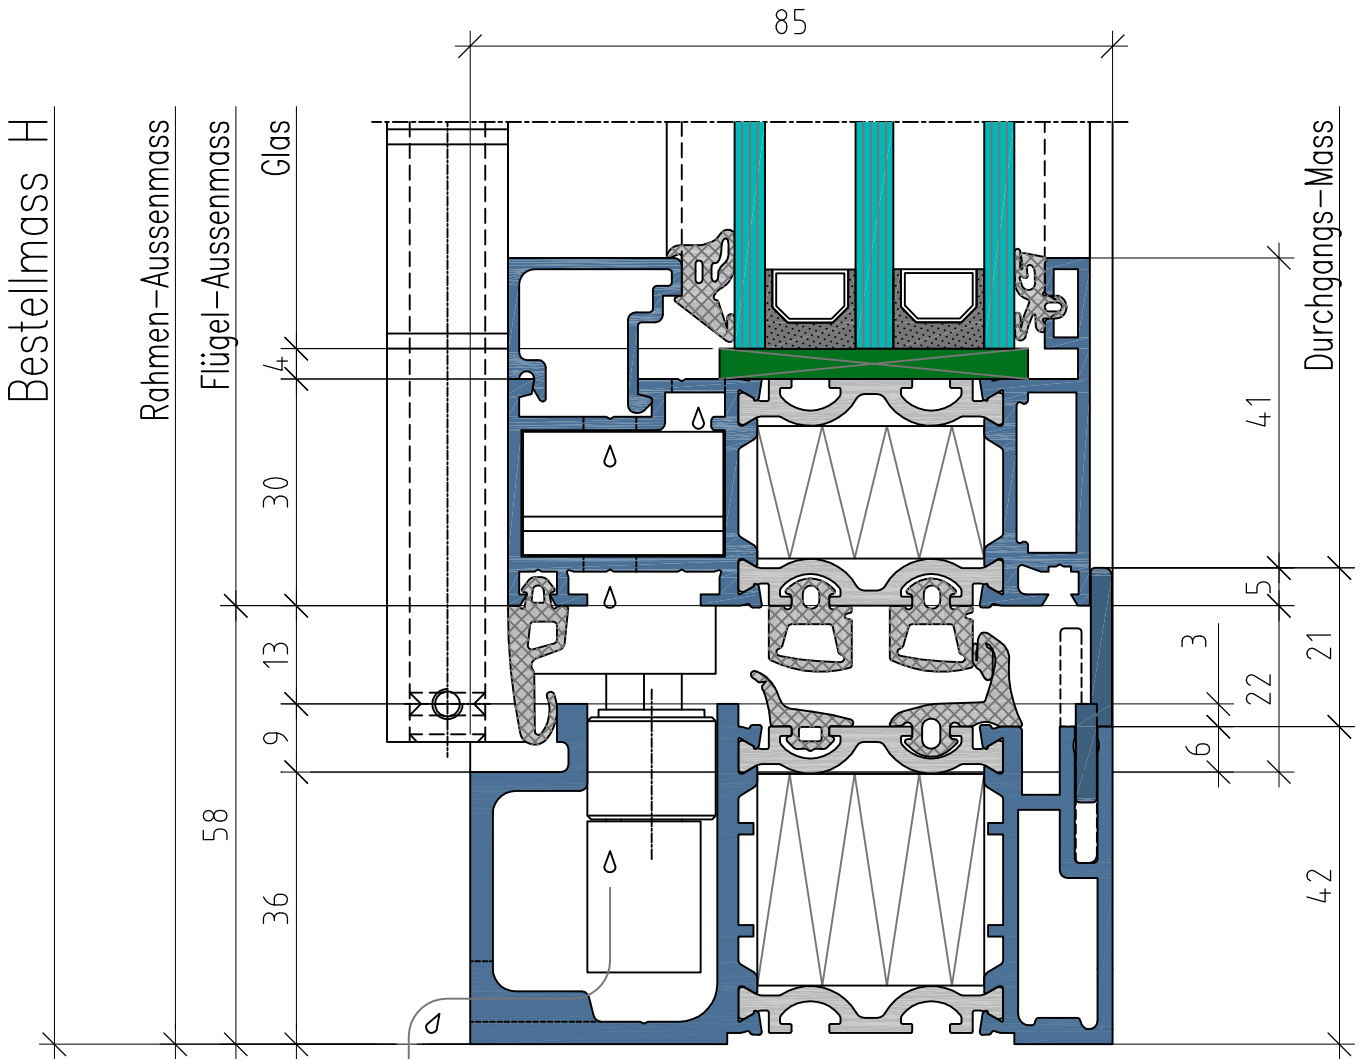 85
Bestellmass H
Rahmen-Aussenmass
Flügel-Aussenmass
Glas
Durchgangs-Mass
4
30
13
9
36
58
41
5
3
22
6
21
42